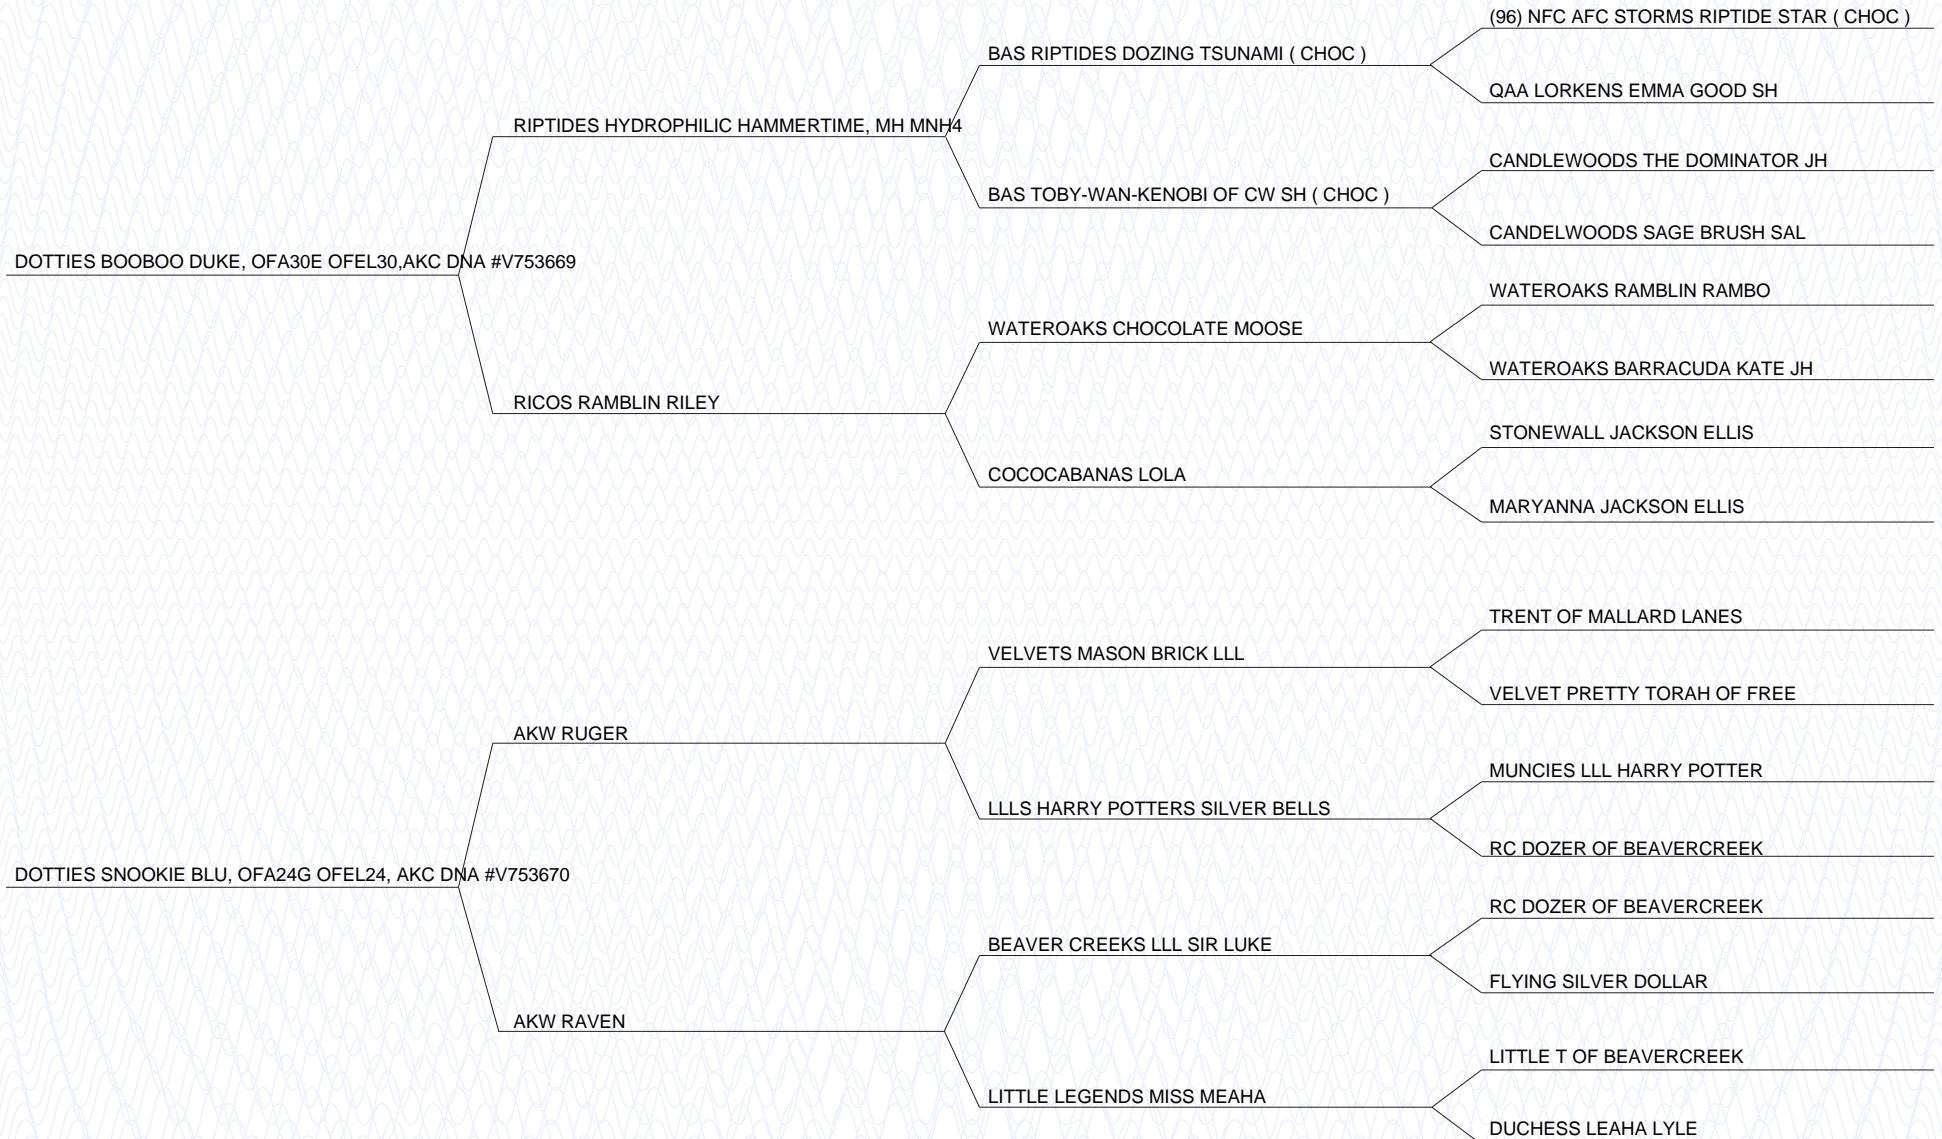 (96) NFC AFC STORMS RIPTIDE STAR ( CHOC )
BAS RIPTIDES DOZING TSUNAMI ( CHOC )
QAA LORKENS EMMA GOOD SH
RIPTIDES HYDROPHILIC HAMMERTIME, MH MNH4
CANDLEWOODS THE DOMINATOR JH
BAS TOBY-WAN-KENOBI OF CW SH ( CHOC )
CANDELWOODS SAGE BRUSH SAL
DOTTIES BOOBOO DUKE, OFA30E OFEL30,AKC DNA #V753669
WATEROAKS RAMBLIN RAMBO
WATEROAKS CHOCOLATE MOOSE
WATEROAKS BARRACUDA KATE JH
RICOS RAMBLIN RILEY
STONEWALL JACKSON ELLIS
COCOCABANAS LOLA
MARYANNA JACKSON ELLIS
TRENT OF MALLARD LANES
VELVETS MASON BRICK LLL
VELVET PRETTY TORAH OF FREE
AKW RUGER
MUNCIES LLL HARRY POTTER
LLLS HARRY POTTERS SILVER BELLS
RC DOZER OF BEAVERCREEK
DOTTIES SNOOKIE BLU, OFA24G OFEL24, AKC DNA #V753670
RC DOZER OF BEAVERCREEK
BEAVER CREEKS LLL SIR LUKE
FLYING SILVER DOLLAR
AKW RAVEN
LITTLE T OF BEAVERCREEK
LITTLE LEGENDS MISS MEAHA
DUCHESS LEAHA LYLE